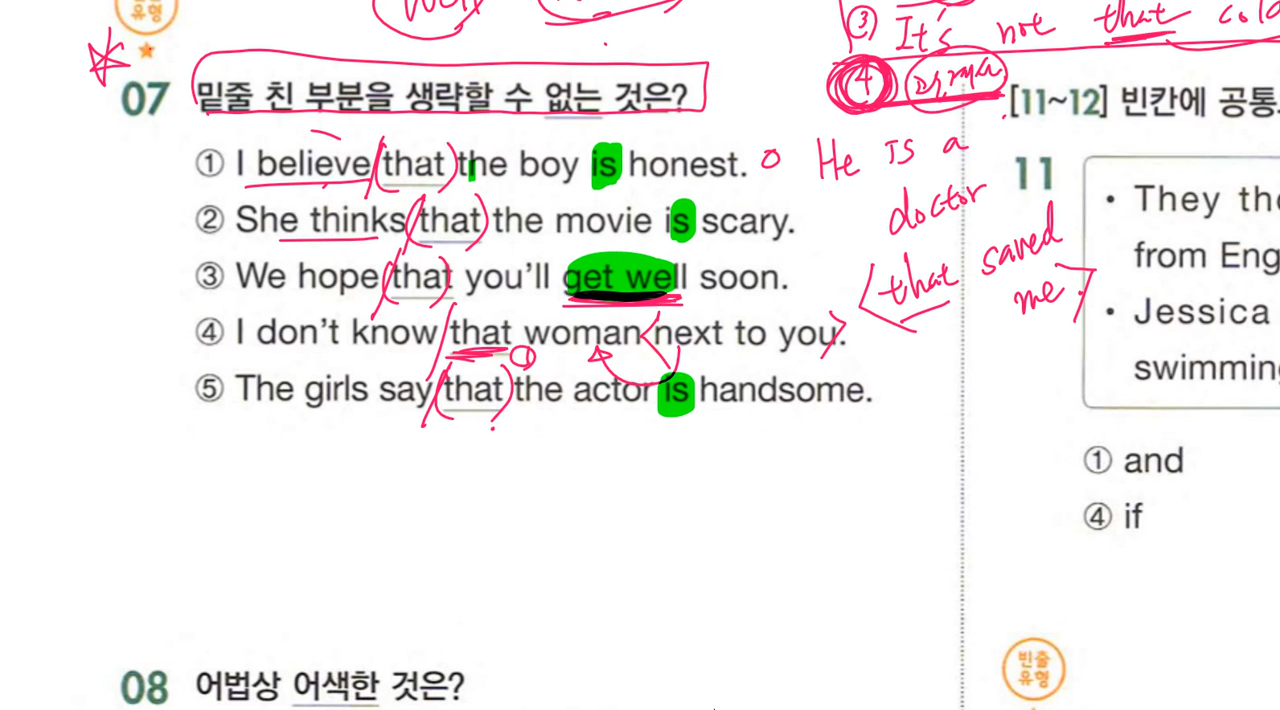 유형
③ It's not that cold
④
07 밑줄 친 부분을 생략할 수 없는 것은?
① I believe that the boy is honest.
② She thinks that the movie is scary.
③ We hope that you'll get well soon.
④ I don't know that woman next to you.
⑤ The girls say that the actor is handsome.
He is a
doctor
that saved
me.
08 어법상 어색한 것은?
[11~12] 빈칸에 공통
11
• They the
from Eng
• Jessica
swimming
① and
④ if
빈출
유형